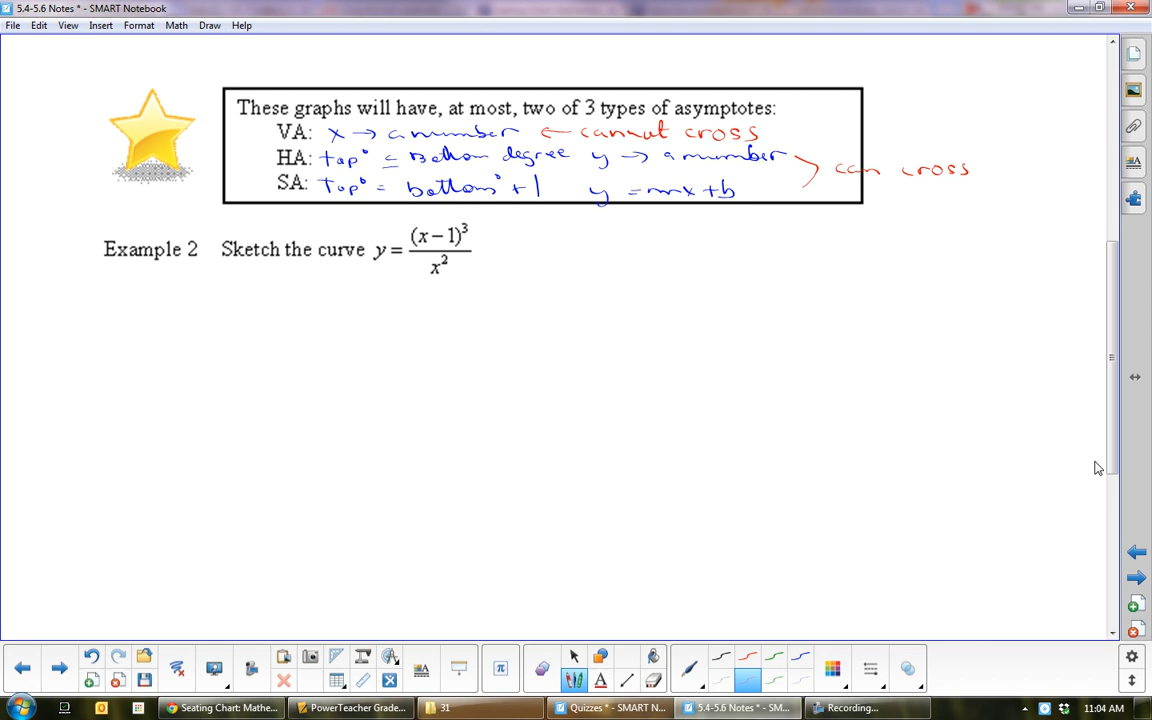 5.4-5.6 Notes * - SMART Notebook
File Edit View Insert Format Math Draw Help
These graphs will have, at most, two of 3 types of asymptotes:
VA: x → a number ← cannot cross
HA: top° ≤ Bottom degree y → a number
can cross
SA: Top° = bottom° + 1 y = mx + b
Example 2 Sketch the curve y = (x – 1)³ / x²
Seating Chart: Mathe... PowerTeacher Grade... 31 Quizzes * - SMART N... 5.4-5.6 Notes * - SM... Recording... 11:04 AM